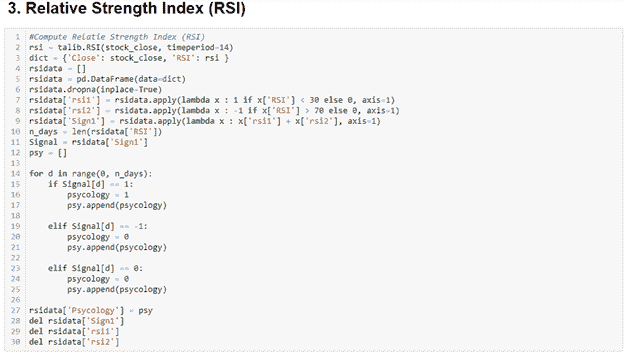 3. Relative Strength Index (RSI)
1 #Compute Relatie Strength Index (RSI)
2 rsi = talib.RSI(stock_close, timeperiod=14)
3 dict = {'Close': stock_close, 'RSI': rsi }
4 rsidata = []
5 rsidata = pd.DataFrame(data=dict)
6 rsidata.dropna(inplace=True)
7 rsidata['rsi1'] = rsidata.apply(lambda x : 1 if x['RSI'] < 30 else 0, axis=1)
8 rsidata['rsi2'] = rsidata.apply(lambda x : -1 if x['RSI'] > 70 else 0, axis=1)
9 rsidata['Sign1'] = rsidata.apply(lambda x : x['rsi1'] + x['rsi2'], axis=1)
10 n_days = len(rsidata['RSI'])
11 Signal = rsidata['Sign1']
12 psy = []
13
14 for d in range(0, n_days):
15 if Signal[d] == 1:
16 psycology = 1
17 psy.append(psycology)
18
19 elif Signal[d] == -1:
20 psycology = 0
21 psy.append(psycology)
22
23 elif Signal[d] == 0:
24 psycology = 0
25 psy.append(psycology)
26
27 rsidata['Psycology'] = psy
28 del rsidata['Sign1']
29 del rsidata['rsi1']
30 del rsidata['rsi2']